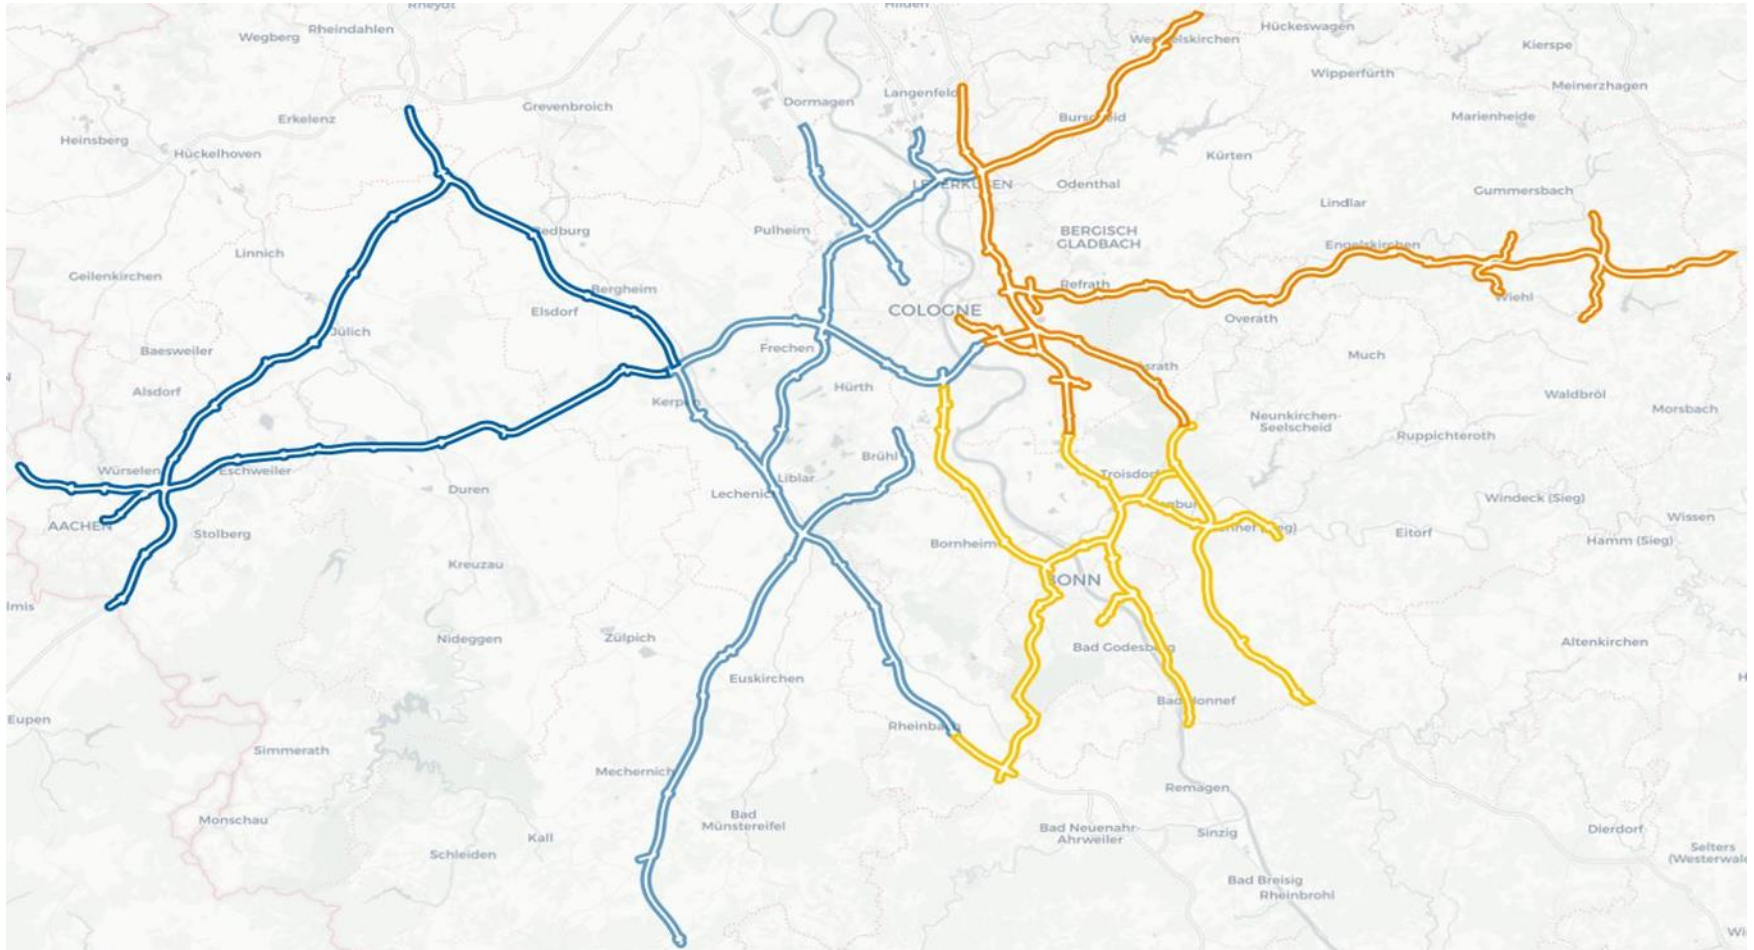 Rheydt
Hilden
Hückeswagen
Wegberg
Rheindahlen
Kierspe
Wipperfürth
Meinerzhagen
Langenfeld
Dormagen
Grevenbroich
Erkelenz
Marienheide
Heinsberg
Hückelhoven
Kürten
Odenthal
Gummersbach
Lindlar
Pulheim
BERGISCH
GLADBACH
Engelskirchen
Linnich
Geilenkirchen
Bergheim
Refrath
Wiehl
Elsdorf
COLOGNE
Overath
Jülich
Baesweiler
Frechen
Much
Alsdorf
Hürth
Waldbröl
Morsbach
Neunkirchen-
Seelscheid
Ruppichteroth
Brühl
Würselen
Eschweiler
Liblar
Troisdorf
Duren
Lechenich
Windeck (Sieg)
Wissen
AACHEN
Stolberg
Eitorf
Hamm (Sieg)
Bornheim
Kreuzau
BONN
Nideggen
Zülpich
Altenkirchen
Bad Godesberg
Euskirchen
Eupen
Rheinbach
Simmerath
Mechernich
Remagen
Monschau
Bad
Münstereifel
Kall
Bad Neuenahr-
Ahrweiler
Sinzig
Dierdorf
Schleiden
Selters
Bad Breisig
Rheinbrohl